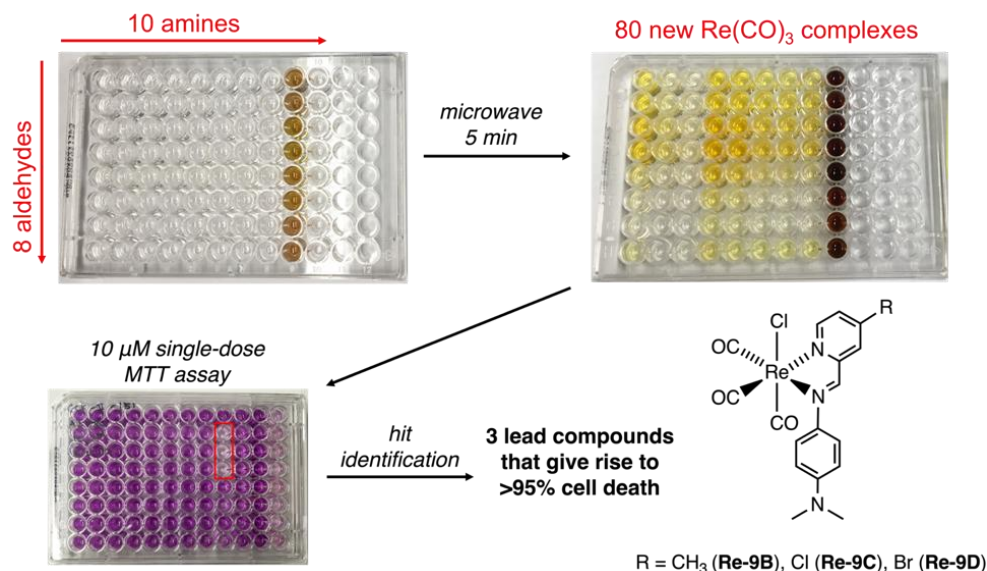 10 amines
8 aldehydes
microwave
5 min
80 new Re(CO)₃ complexes
10 µM single-dose
MTT assay
hit
identification
3 lead compounds
that give rise to
>95% cell death
R
Cl
OC
N
Re
OC
N
CO
N
R = CH₃ (Re-9B), Cl (Re-9C), Br (Re-9D)